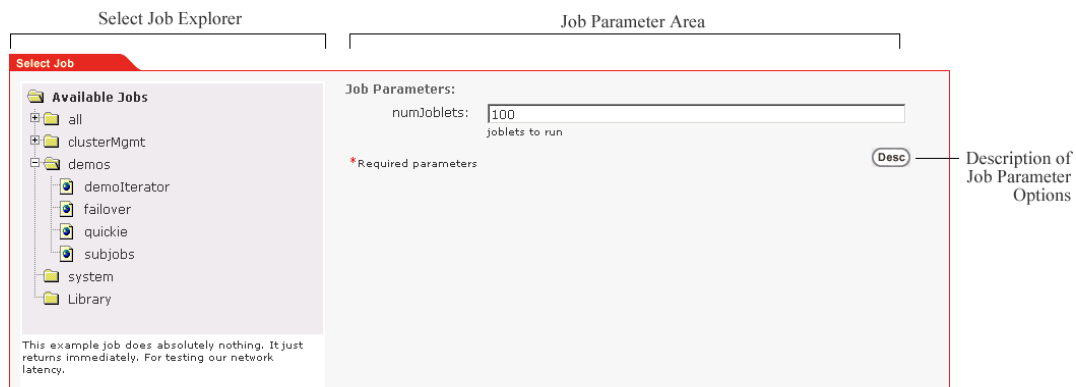 Select Job Explorer
Job Parameter Area
Select Job
Available Jobs
all
clusterMgmt
demos
demoIterator
failover
quickie
subjobs
system
Library
This example job does absolutely nothing. It just
returns immediately. For testing our network
latency.
Job Parameters:
numJoblets: 100
joblets to run
*Required parameters
Desc
Description of
Job Parameter
Options